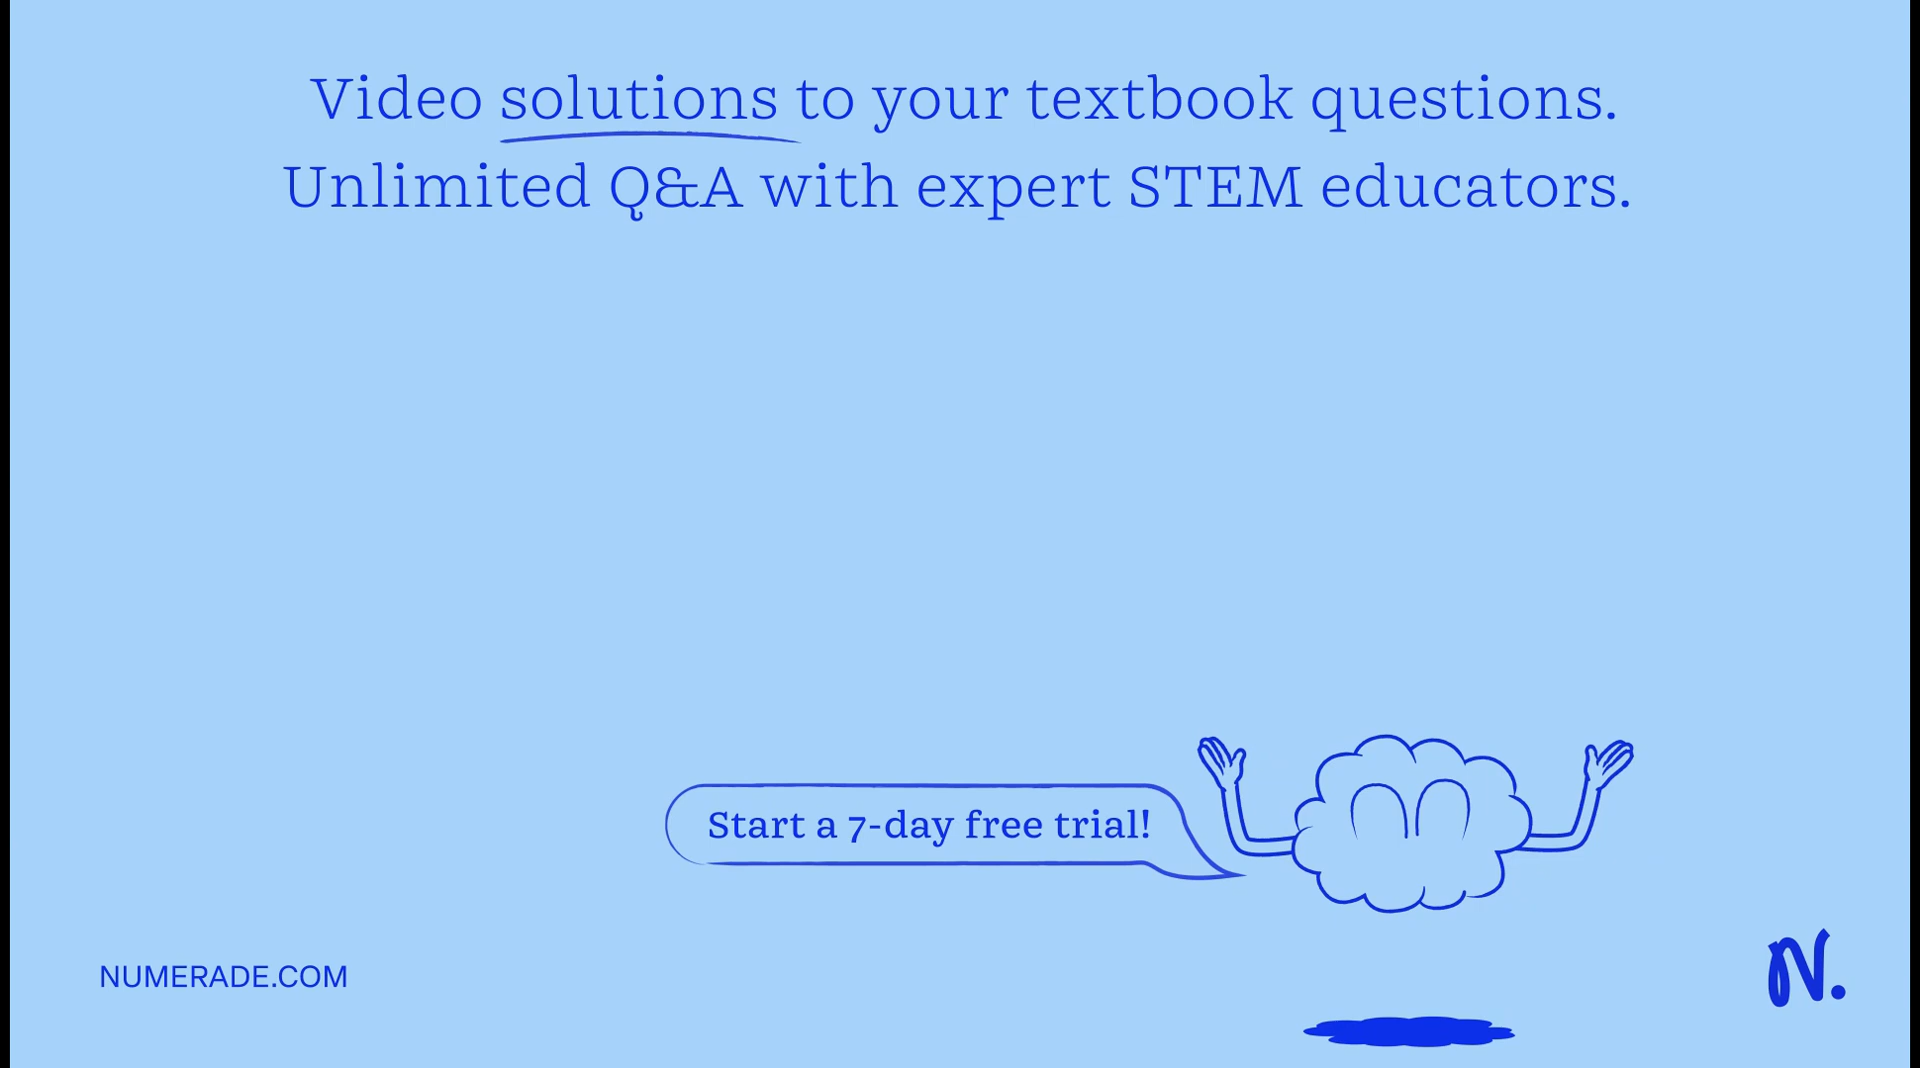 Video solutions to your textbook questions.
Unlimited Q&A with expert STEM educators.
Start a 7-day free trial!
NUMERADE.COM
N.